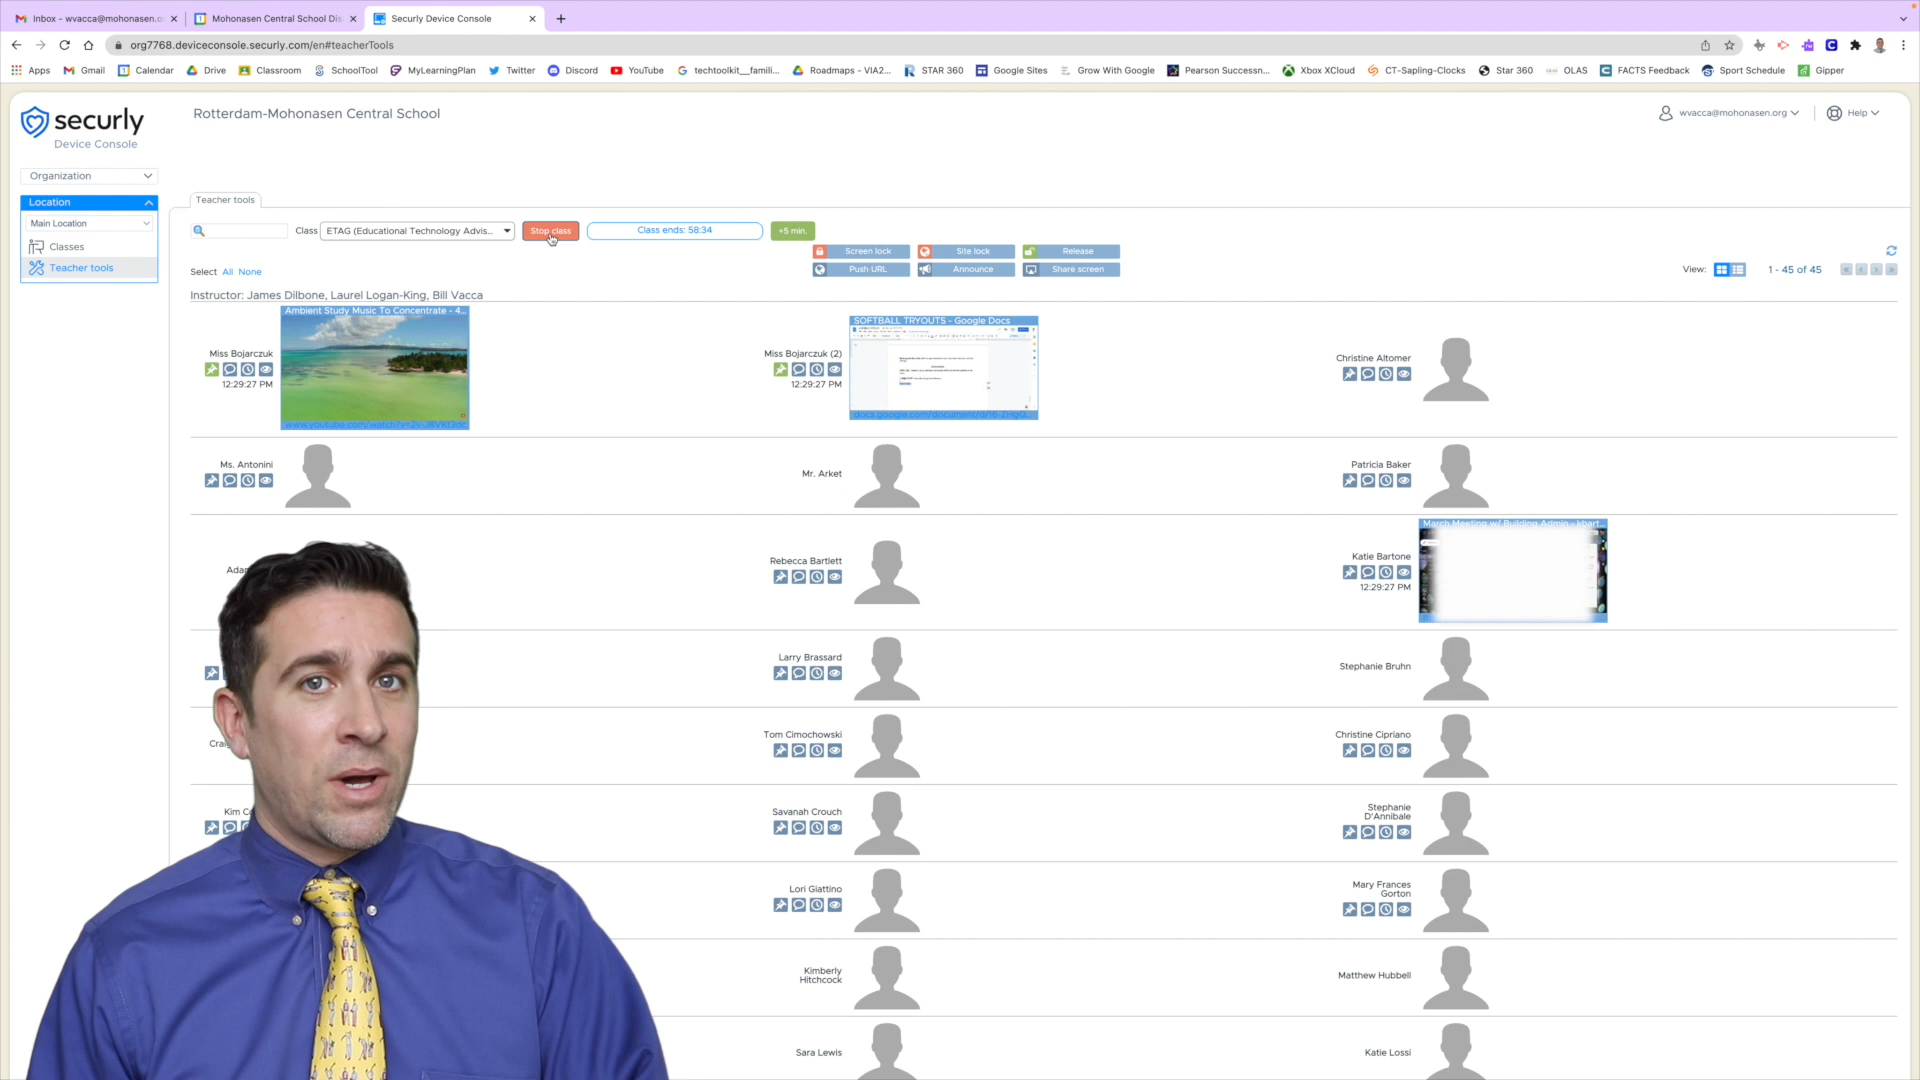 Inbox - wvacca@mohonasen.o
Mohonasen Central School Dis
Securly Device Console
org7768.deviceconsole.securly.com/en#teacherTools
Apps Gmail Calendar Drive Classroom SchoolTool MyLearningPlan Twitter Discord YouTube techtoolkit__famili... Roadmaps - VIA2... STAR 360 Google Sites Grow With Google Pearson Successn... Xbox XCloud CT-Sapling-Clocks Star 360 OLAS FACTS Feedback Sport Schedule Gipper
securly
Device Console
Rotterdam-Mohonasen Central School
wvacca@mohonasen.org
Help
Organization
Location
Main Location
Classes
Teacher tools
Teacher tools
Class
ETAG (Educational Technology Advis...
Stop class
Class ends: 58:34
+5 min.
Screen lock
Site lock
Release
Push URL
Announce
Share screen
Select All None
View:
1 - 45 of 45
Instructor: James Dilbone, Laurel Logan-King, Bill Vacca
Miss Bojarczuk
12:29:27 PM
Ambient Study Music To Concentrate - 4...
Miss Bojarczuk (2)
12:29:27 PM
SOFTBALL TRYOUTS - Google Docs
Christine Altomer
Ms. Antonini
Mr. Arket
Patricia Baker
Rebecca Bartlett
Katie Bartone
12:29:27 PM
March Meeting w/ Building Admin - kbart...
Larry Brassard
Stephanie Bruhn
Tom Cimochowski
Christine Cipriano
Savanah Crouch
Stephanie
D'Annibale
Lori Giattino
Mary Frances
Gorton
Kimberly
Hitchcock
Matthew Hubbell
Sara Lewis
Katie Lossi